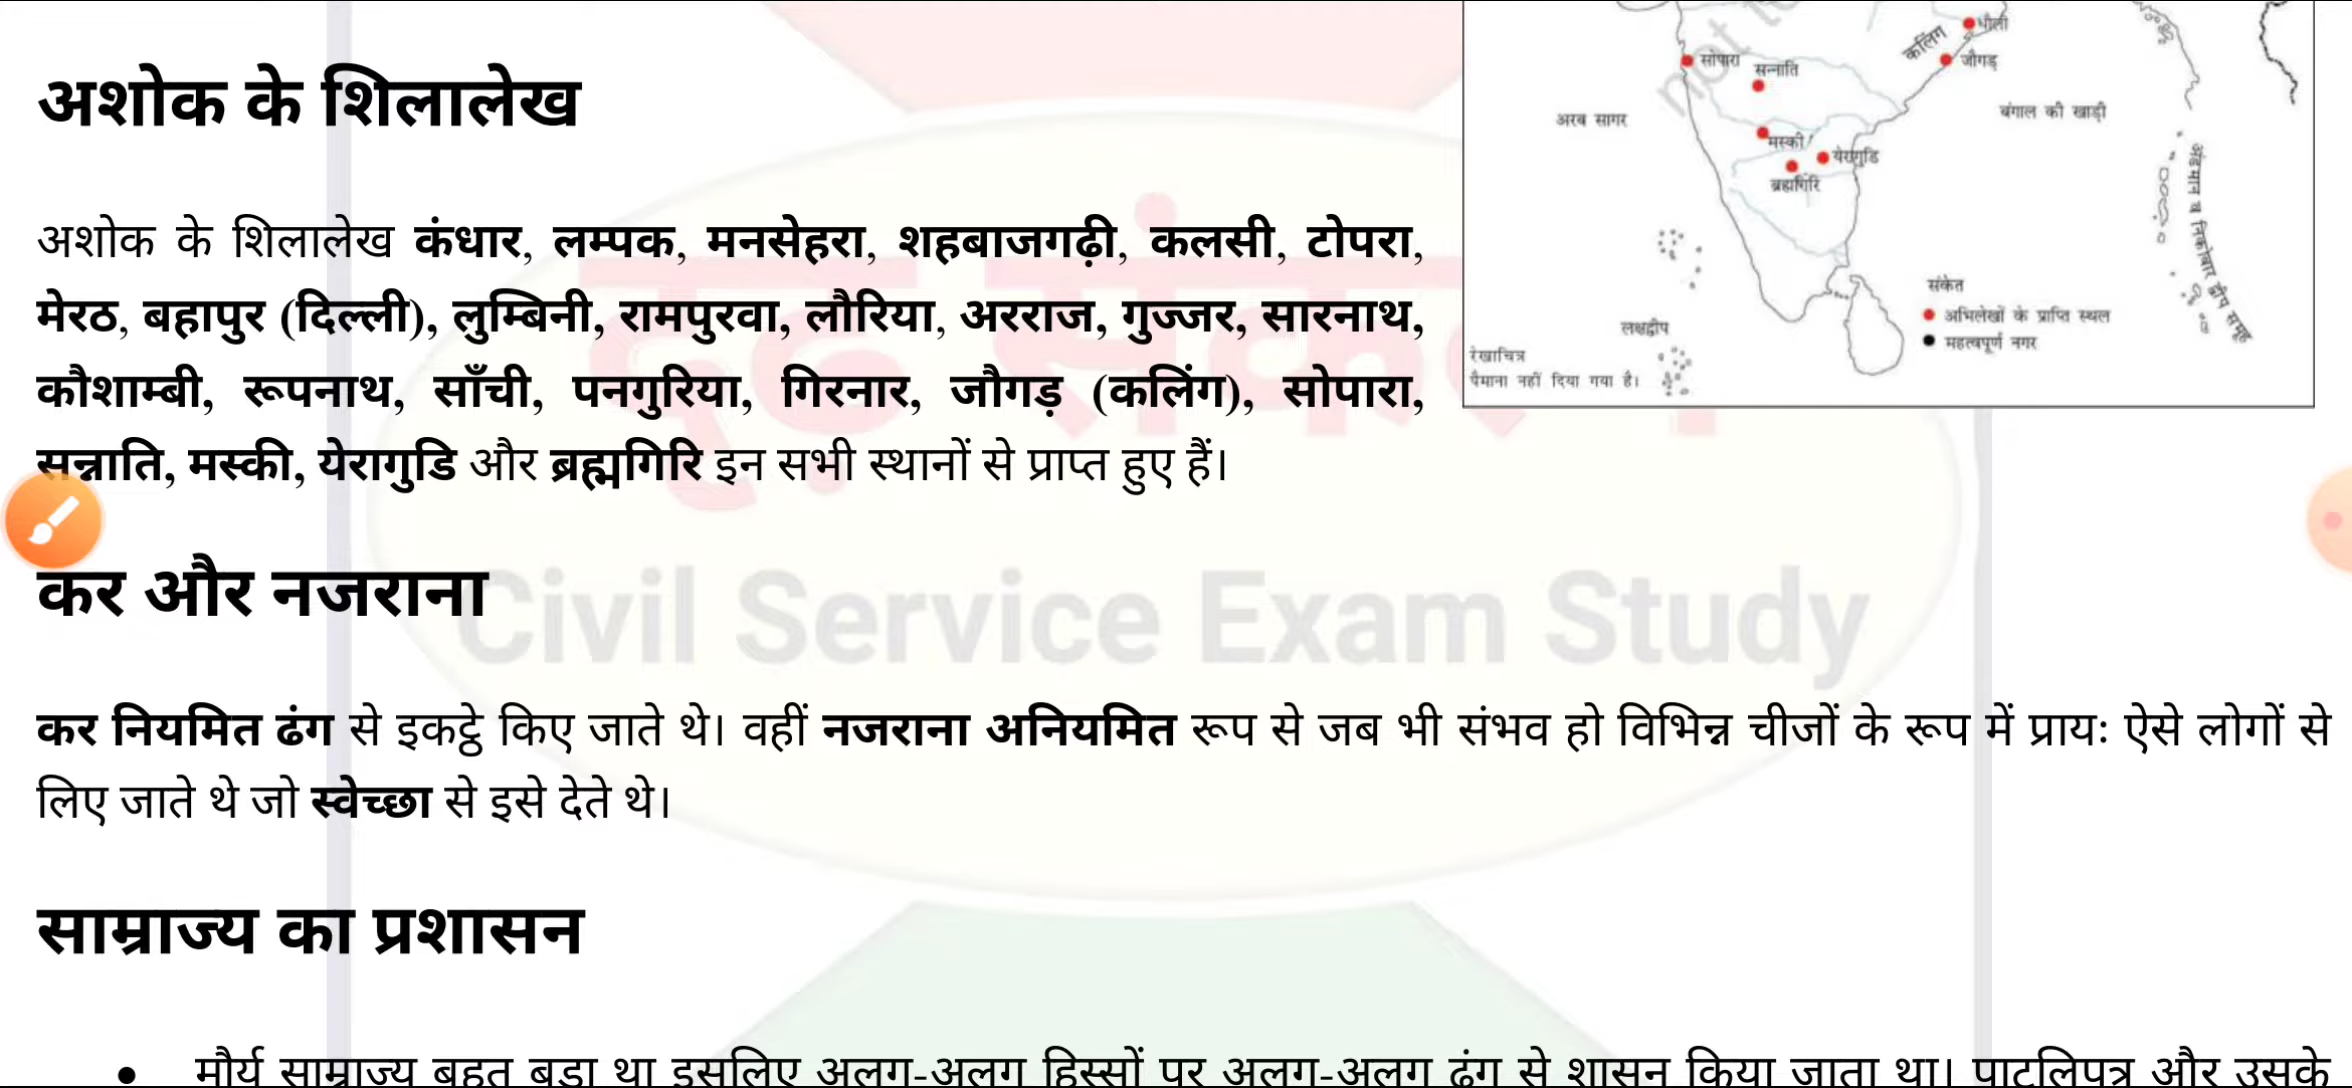 अशोक के शिलालेख
अशोक के शिलालेख कंधार, लम्पक, मनसेहरा, शहबाजगढ़ी, कलसी, टोपरा,
मेरठ, बहापुर (दिल्ली), लुम्बिनी, रामपुरवा, लौरिया, अरराज, गुज्जर, सारनाथ,
कौशाम्बी, रूपनाथ, साँची, पनगुरिया, गिरनार, जौगड़ (कलिंग), सोपारा,
सन्नाति, मस्की, येरागुडि और ब्रह्मगिरि इन सभी स्थानों से प्राप्त हुए हैं।
धौली
कलिंग
जौगड़
सोपारा
सन्नाति
अरब सागर
बंगाल की खाड़ी
मस्की
येरागुडि
ब्रह्मगिरि
अंडमान व निकोबार द्वीप समूह
संकेत
अभिलेखों के प्राप्ति स्थल
महत्वपूर्ण नगर
लक्षद्वीप
रेखाचित्र
पैमाना नहीं दिया गया है।
not
दृढ़ संकल्प
Civil Service Exam Study
कर और नजराना
कर नियमित ढंग से इकट्ठे किए जाते थे। वहीं नजराना अनियमित रूप से जब भी संभव हो विभिन्न चीजों के रूप में प्रायः ऐसे लोगों से
लिए जाते थे जो स्वेच्छा से इसे देते थे।
साम्राज्य का प्रशासन
मौर्य साम्राज्य बहुत बड़ा था इसलिए अलग-अलग हिस्सों पर अलग-अलग ढंग से शासन किया जाता था। पाटलिपुत्र और उसके